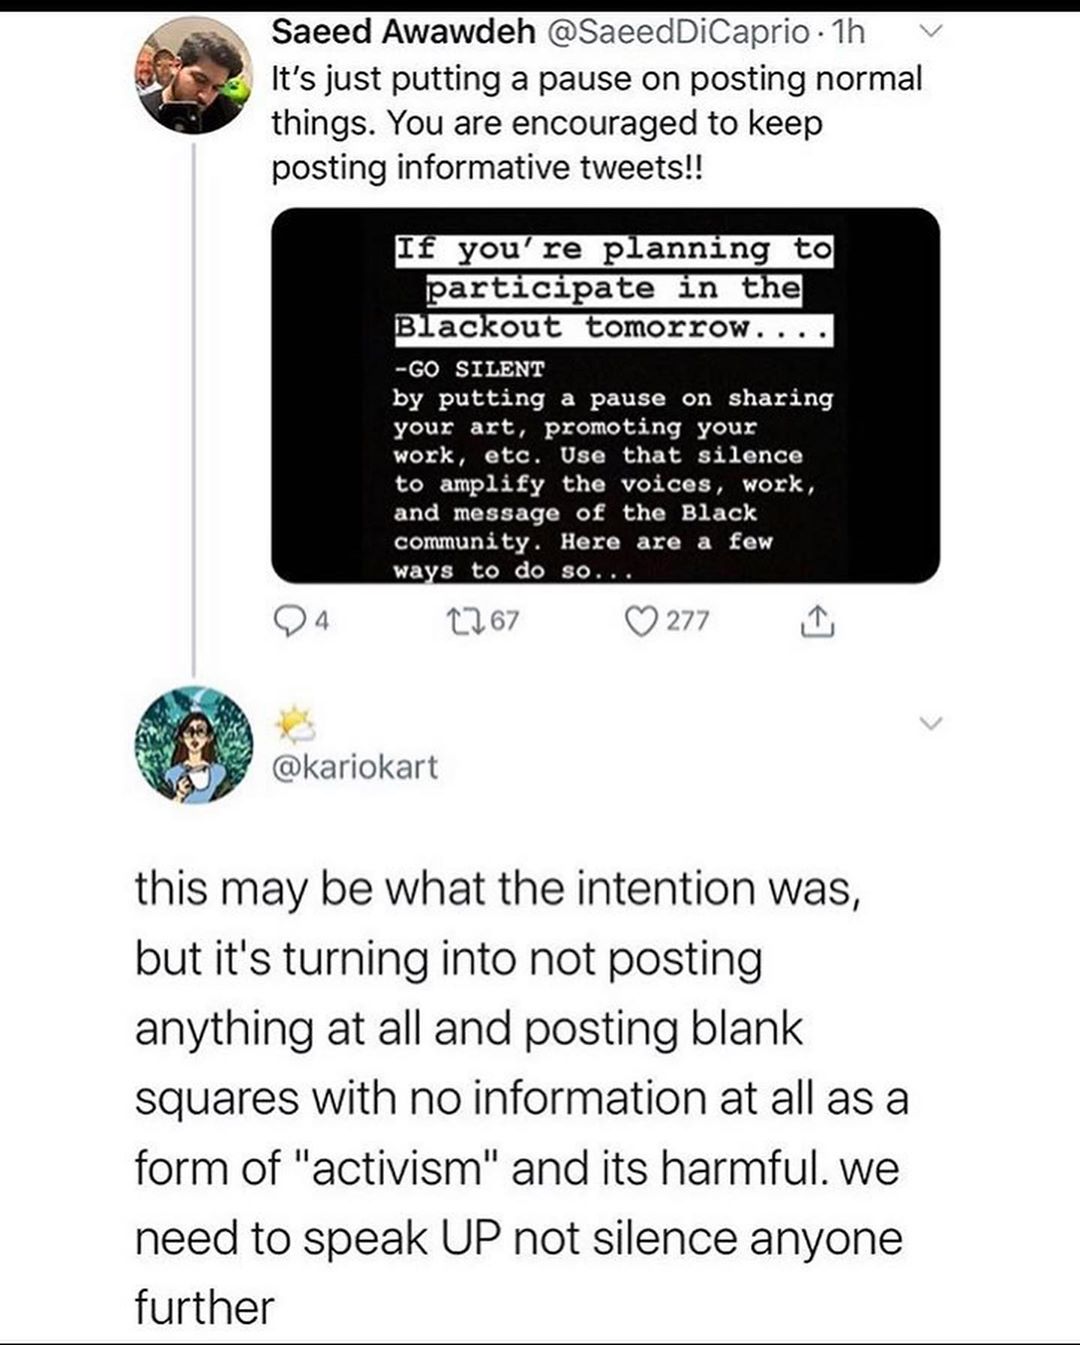 Saeed Awawdeh @SaeedDiCaprio · 1h
It's just putting a pause on posting normal
things. You are encouraged to keep
posting informative tweets!!
If you're planning to
participate in the
Blackout tomorrow....
-GO SILENT
by putting a pause on sharing
your art, promoting your
work, etc. Use that silence
to amplify the voices, work,
and message of the Black
community. Here are a few
ways to do so...
4 67 277
@kariokart
this may be what the intention was,
but it's turning into not posting
anything at all and posting blank
squares with no information at all as a
form of "activism" and its harmful. we
need to speak UP not silence anyone
further